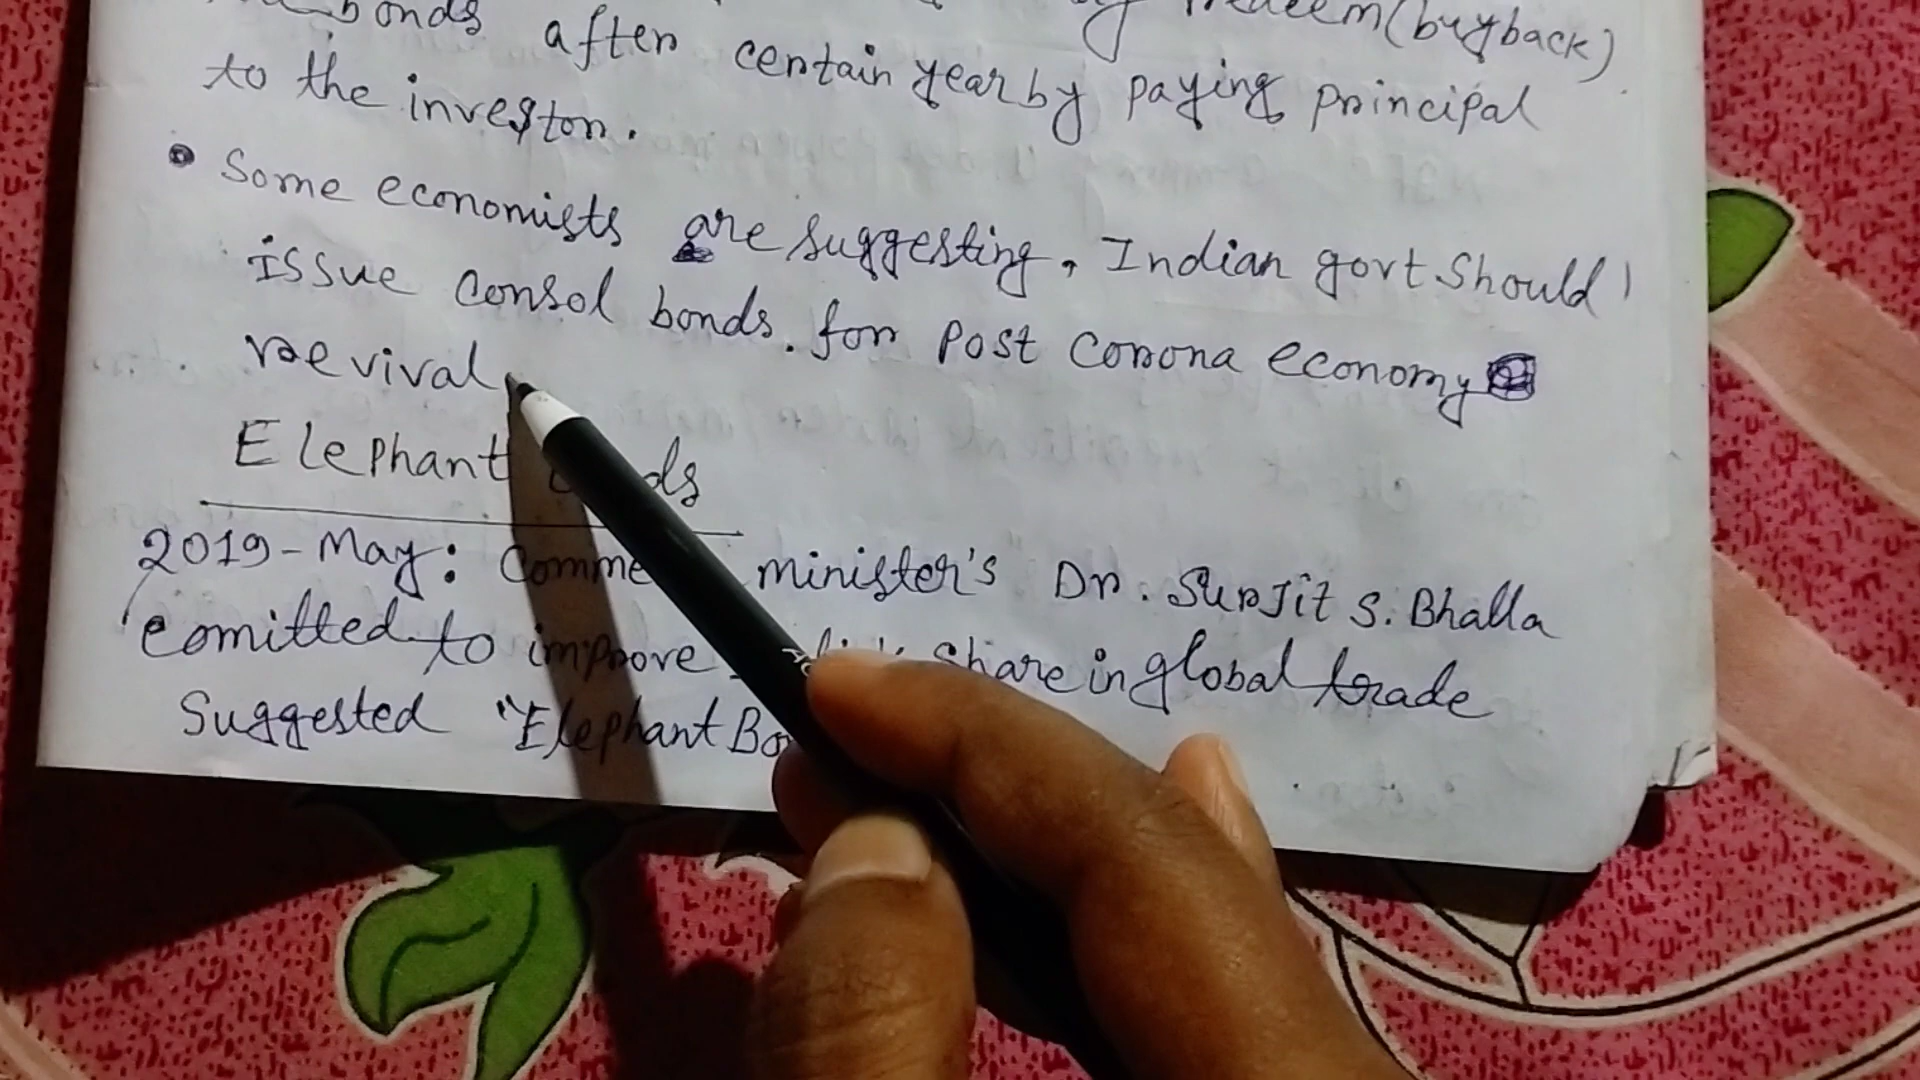 bonds after certain year by redeem (buyback)
to the investor. paying principal
• Some economists are suggesting, Indian govt. should
issue consol bonds. for post corona economy
revival
Elephant
2019-May: minister's Dr. Surjit S. Bhalla
comitted to improve share in global trade
Suggested "Elephant